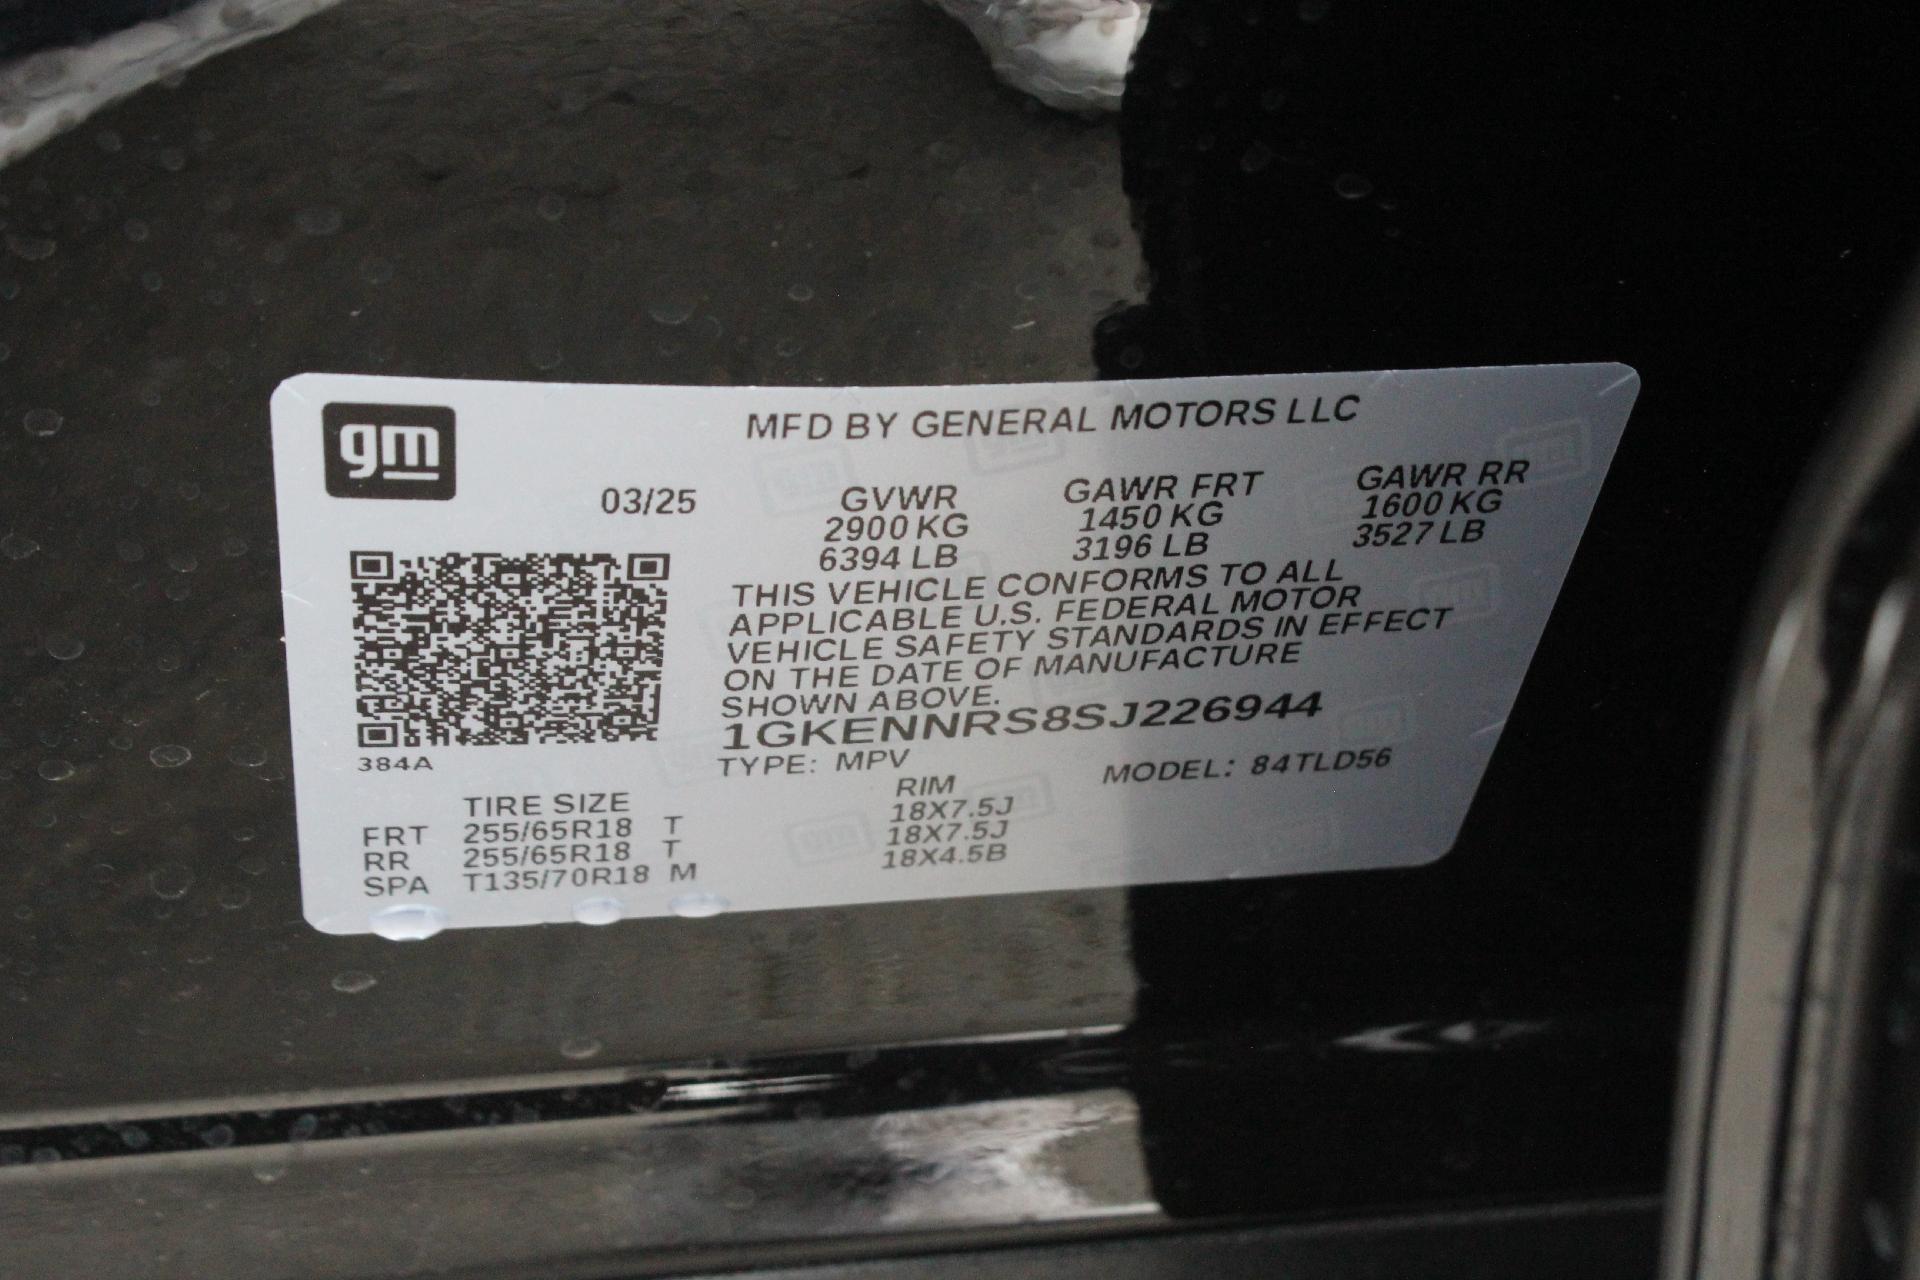 gm
MFD BY GENERAL MOTORS LLC
03/25
GVWR GAWR FRT GAWR RR
2900 KG 1450 KG 1600 KG
6394 LB 3196 LB 3527 LB
THIS VEHICLE CONFORMS TO ALL
APPLICABLE U.S. FEDERAL MOTOR
VEHICLE SAFETY STANDARDS IN EFFECT
ON THE DATE OF MANUFACTURE
SHOWN ABOVE.
1GKENNRS8SJ226944
384A
TYPE: MPV MODEL: 84TLD56
TIRE SIZE RIM
FRT 255/65R18 T 18X7.5J
RR 255/65R18 T 18X7.5J
SPA T135/70R18 M 18X4.5B